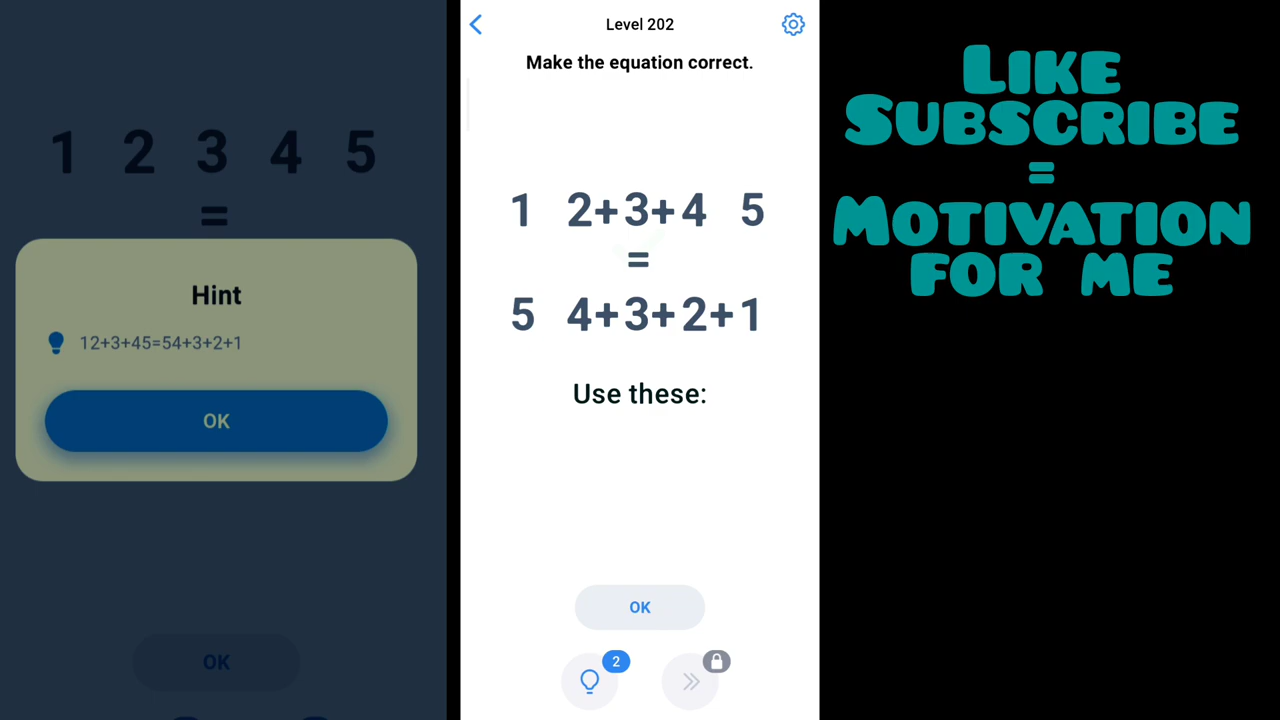 1 2 3 4 5
=
Hint
12+3+45=54+3+2+1
OK
OK
Level 202
Make the equation correct.
1 2+3+4 5
=
5 4+3+2+1
Use these:
OK
2
LIKE
SUBSCRIBE
=
MOTIVATION
FOR ME